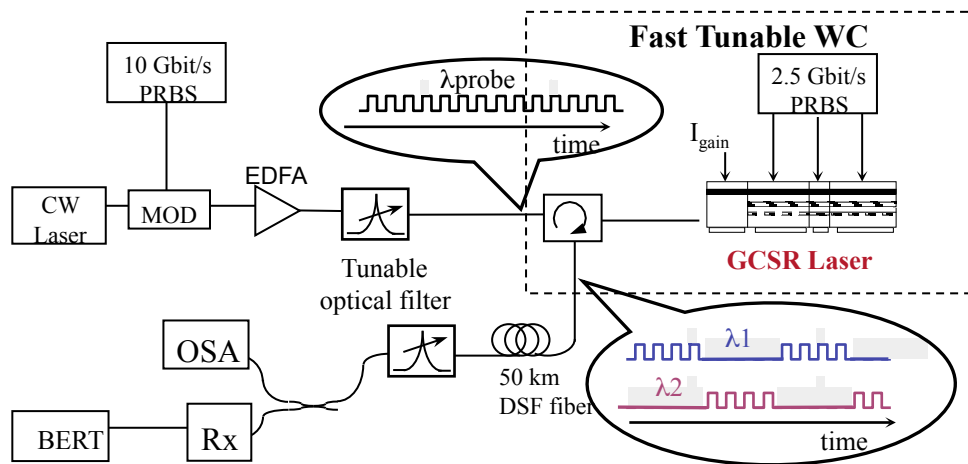 Fast Tunable WC
10 Gbit/s
PRBS
2.5 Gbit/s
PRBS
λprobe
time
I_gain
EDFA
CW
Laser
MOD
GCSR Laser
Tunable
optical filter
OSA
50 km
DSF fiber
λ1
λ2
BERT
Rx
time